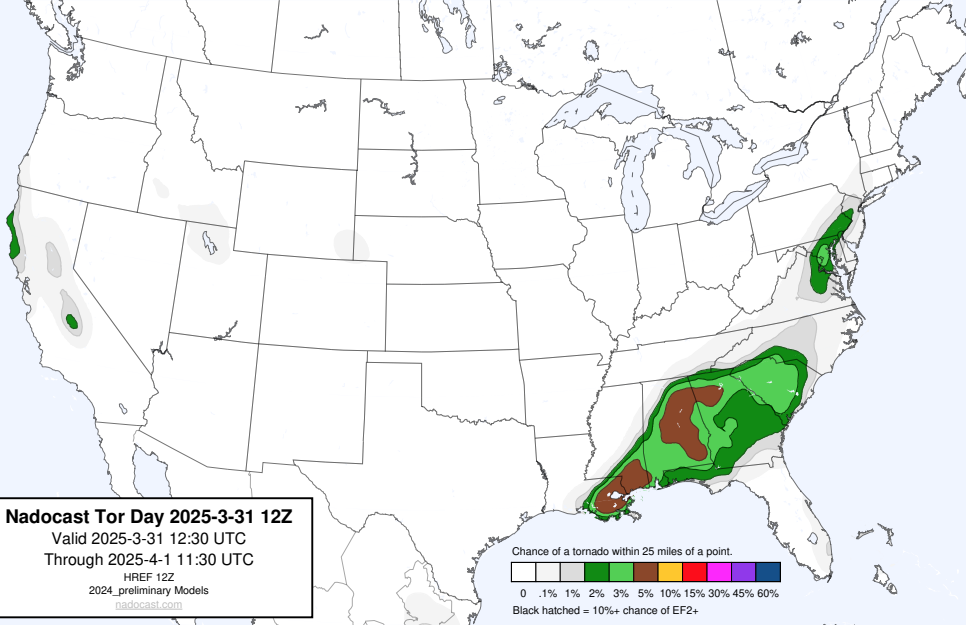 Nadocast Tor Day 2025-3-31 12Z
Valid 2025-3-31 12:30 UTC
Through 2025-4-1 11:30 UTC
HREF 12Z
2024_preliminary Models
nadocast.com
Chance of a tornado within 25 miles of a point.
0 .1% 1% 2% 3% 5% 10% 15% 30% 45% 60%
Black hatched = 10%+ chance of EF2+